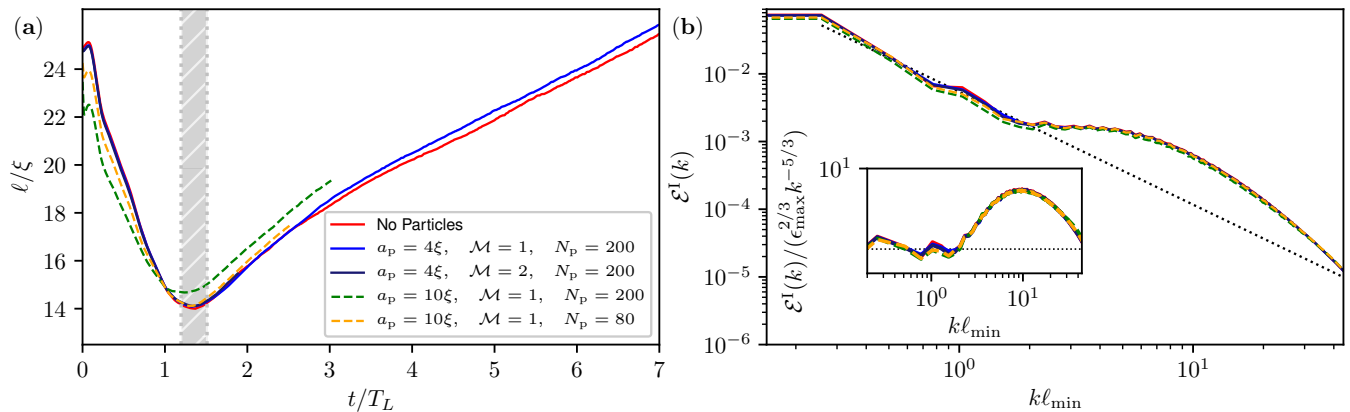 (a)
24
22
20
18
16
14
ℓ/ξ
0 1 2 3 4 5 6 7
t/T_L
No Particles
a_p = 4ξ, ℳ = 1, N_p = 200
a_p = 4ξ, ℳ = 2, N_p = 200
a_p = 10ξ, ℳ = 1, N_p = 200
a_p = 10ξ, ℳ = 1, N_p = 80
(b)
10^{-2}
10^{-3}
10^{-4}
10^{-5}
10^{-6}
ℰ^I(k)
10^0 10^1
kℓ_min
10^1
ℰ^I(k)/(ϵ_max^{2/3} k^{-5/3})
10^0 10^1
kℓ_min